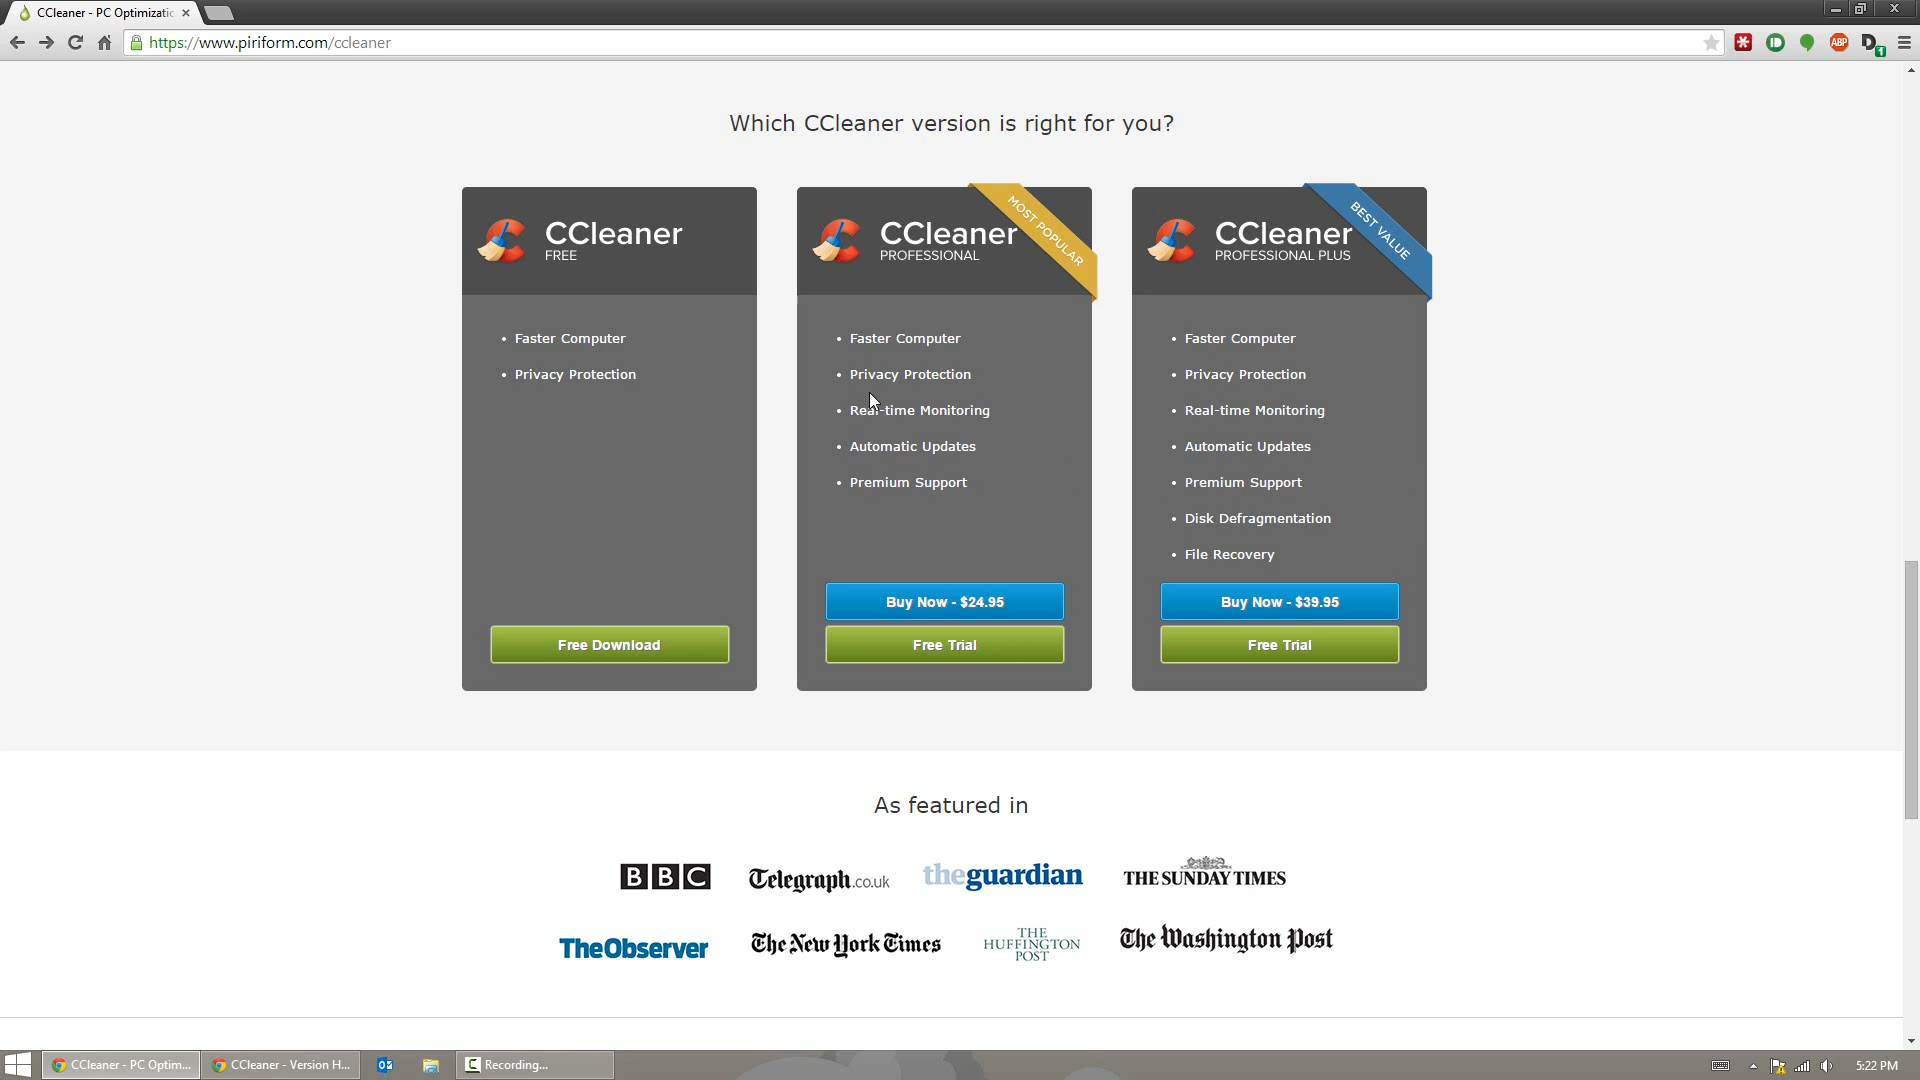 CCleaner - PC Optimizatic
https://www.piriform.com/ccleaner
ABP
1
Which CCleaner version is right for you?
CCleaner
FREE
• Faster Computer
• Privacy Protection
Free Download
CCleaner
PROFESSIONAL
MOST POPULAR
• Faster Computer
• Privacy Protection
• Real-time Monitoring
• Automatic Updates
• Premium Support
Buy Now - $24.95
Free Trial
CCleaner
PROFESSIONAL PLUS
BEST VALUE
• Faster Computer
• Privacy Protection
• Real-time Monitoring
• Automatic Updates
• Premium Support
• Disk Defragmentation
• File Recovery
Buy Now - $39.95
Free Trial
As featured in
BBC
Telegraph.co.uk
theguardian
THE SUNDAY TIMES
TheObserver
The New York Times
THE
HUFFINGTON
POST
The Washington Post
CCleaner - PC Optim...
CCleaner - Version H...
Recording...
5:22 PM